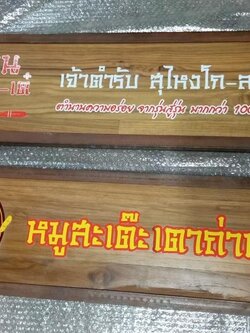 เจ้าตำรับ สุไหงโก-ล
ตำนานความอร่อย จากรุ่นสู่รุ่น มากกว่า 100
หมูสะเต๊ะเตาถ่า